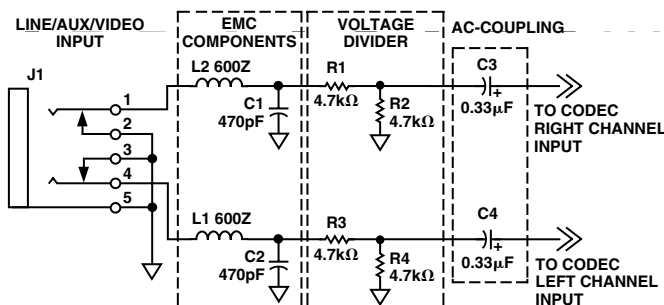 LINE/AUX/VIDEO
INPUT
EMC
COMPONENTS
VOLTAGE
DIVIDER
AC-COUPLING
J1
1
2
3
4
5
L2 600Z
C1
470pF
R1
4.7kΩ
R2
4.7kΩ
C3
+
0.33μF
TO CODEC
RIGHT CHANNEL
INPUT
L1 600Z
C2
470pF
R3
4.7kΩ
R4
4.7kΩ
C4
+
0.33μF
TO CODEC
LEFT CHANNEL
INPUT